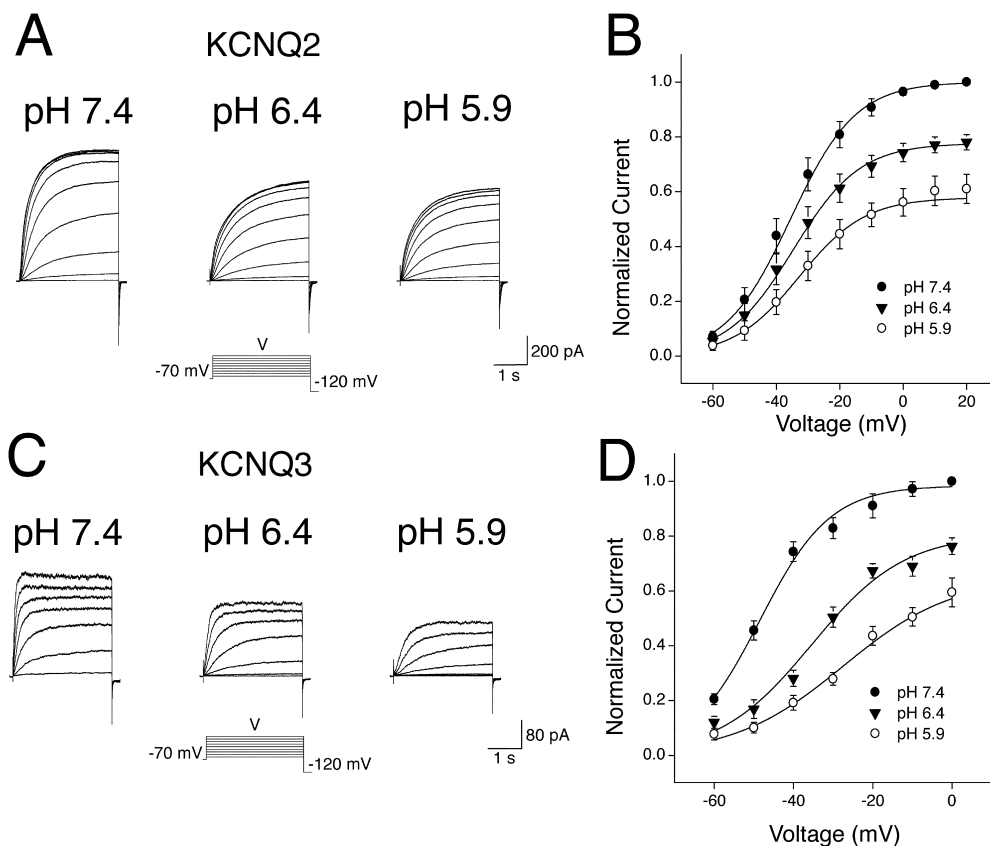 A
KCNQ2
pH 7.4
pH 6.4
pH 5.9
V
-70 mV
-120 mV
200 pA
1 s
B
Normalized Current
1.0
0.8
0.6
0.4
0.2
0.0
pH 7.4
pH 6.4
pH 5.9
-60
-40
-20
0
20
Voltage (mV)
C
KCNQ3
pH 7.4
pH 6.4
pH 5.9
V
-70 mV
-120 mV
80 pA
1 s
D
Normalized Current
1.0
0.8
0.6
0.4
0.2
0.0
pH 7.4
pH 6.4
pH 5.9
-60
-40
-20
0
Voltage (mV)